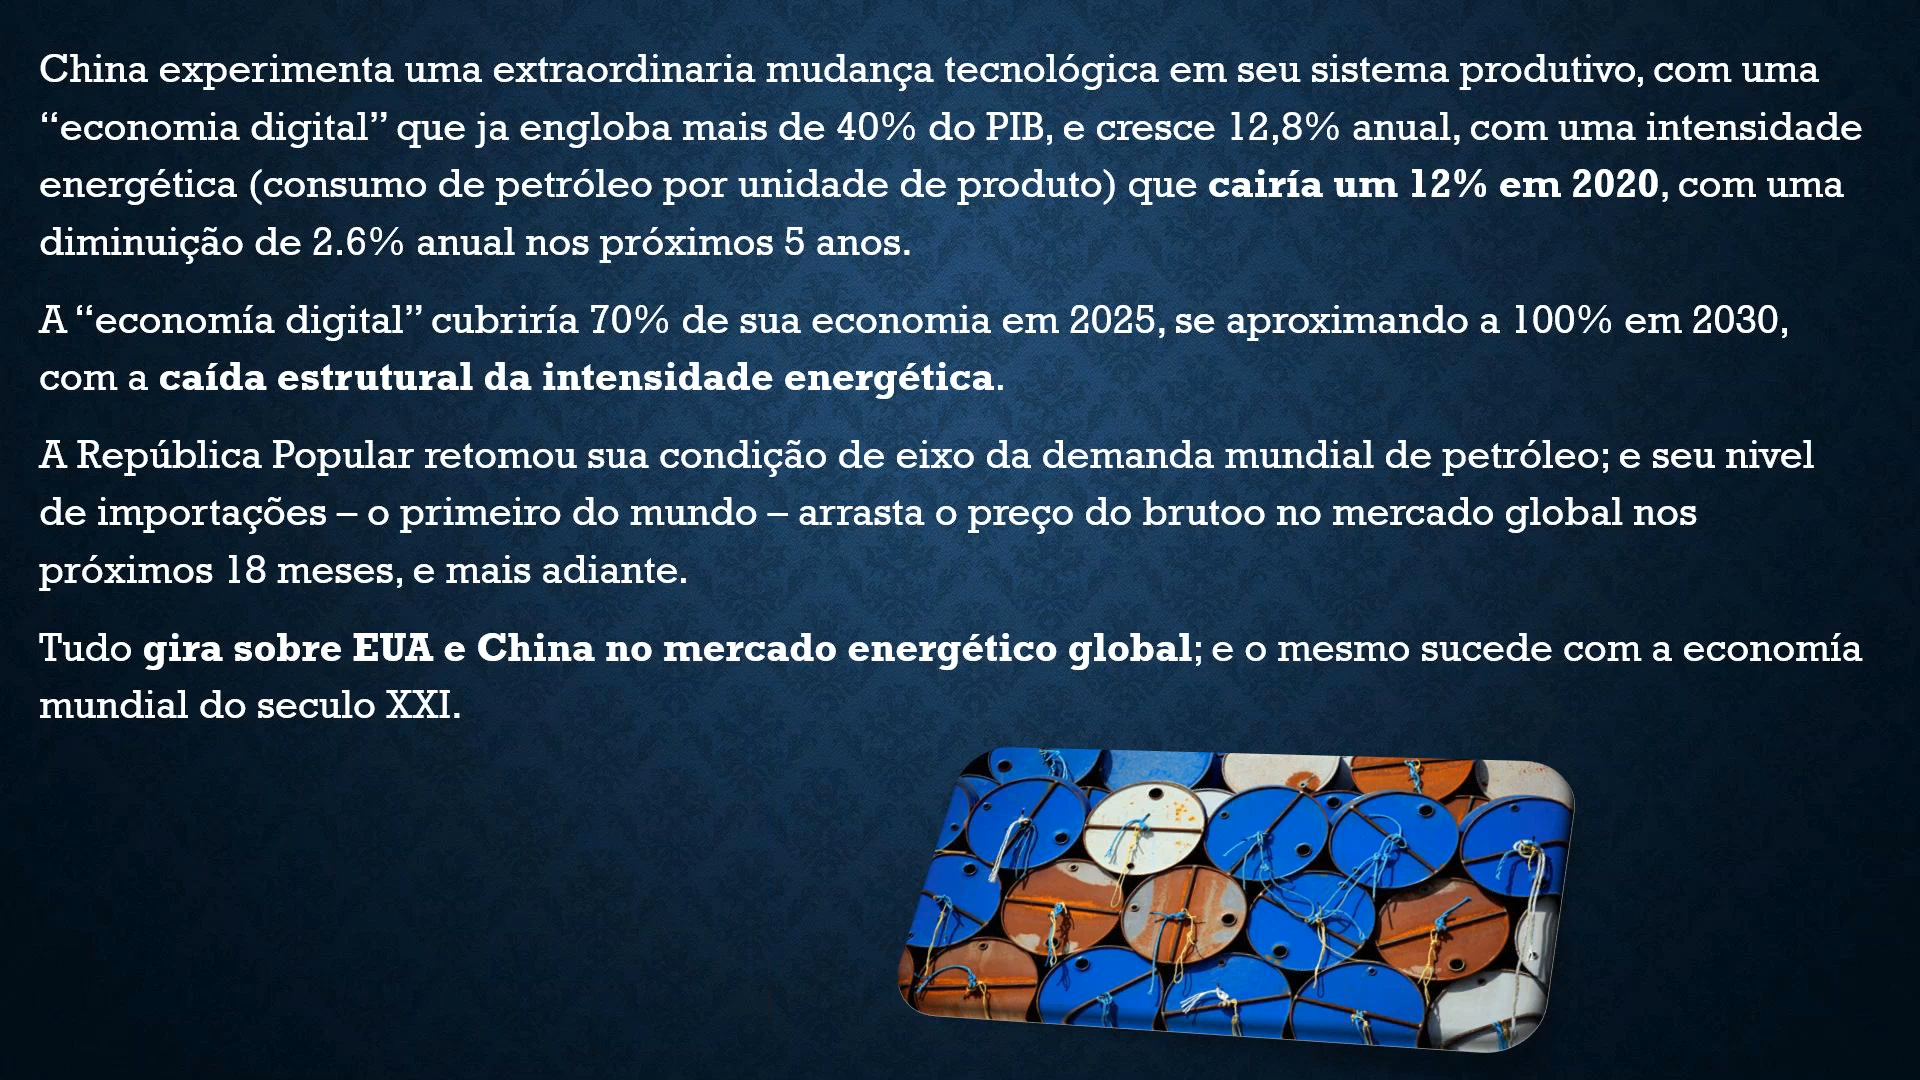 China experimenta uma extraordinaria mudança tecnológica em seu sistema produtivo, com uma
“economia digital” que ja engloba mais de 40% do PIB, e cresce 12,8% anual, com uma intensidade
energética (consumo de petróleo por unidade de produto) que cairía um 12% em 2020, com uma
diminuição de 2.6% anual nos próximos 5 anos.
A “economía digital” cubriría 70% de sua economia em 2025, se aproximando a 100% em 2030,
com a caída estrutural da intensidade energética.
A República Popular retomou sua condição de eixo da demanda mundial de petróleo; e seu nivel
de importações – o primeiro do mundo – arrasta o preço do brutoo no mercado global nos
próximos 18 meses, e mais adiante.
Tudo gira sobre EUA e China no mercado energético global; e o mesmo sucede com a economía
mundial do seculo XXI.